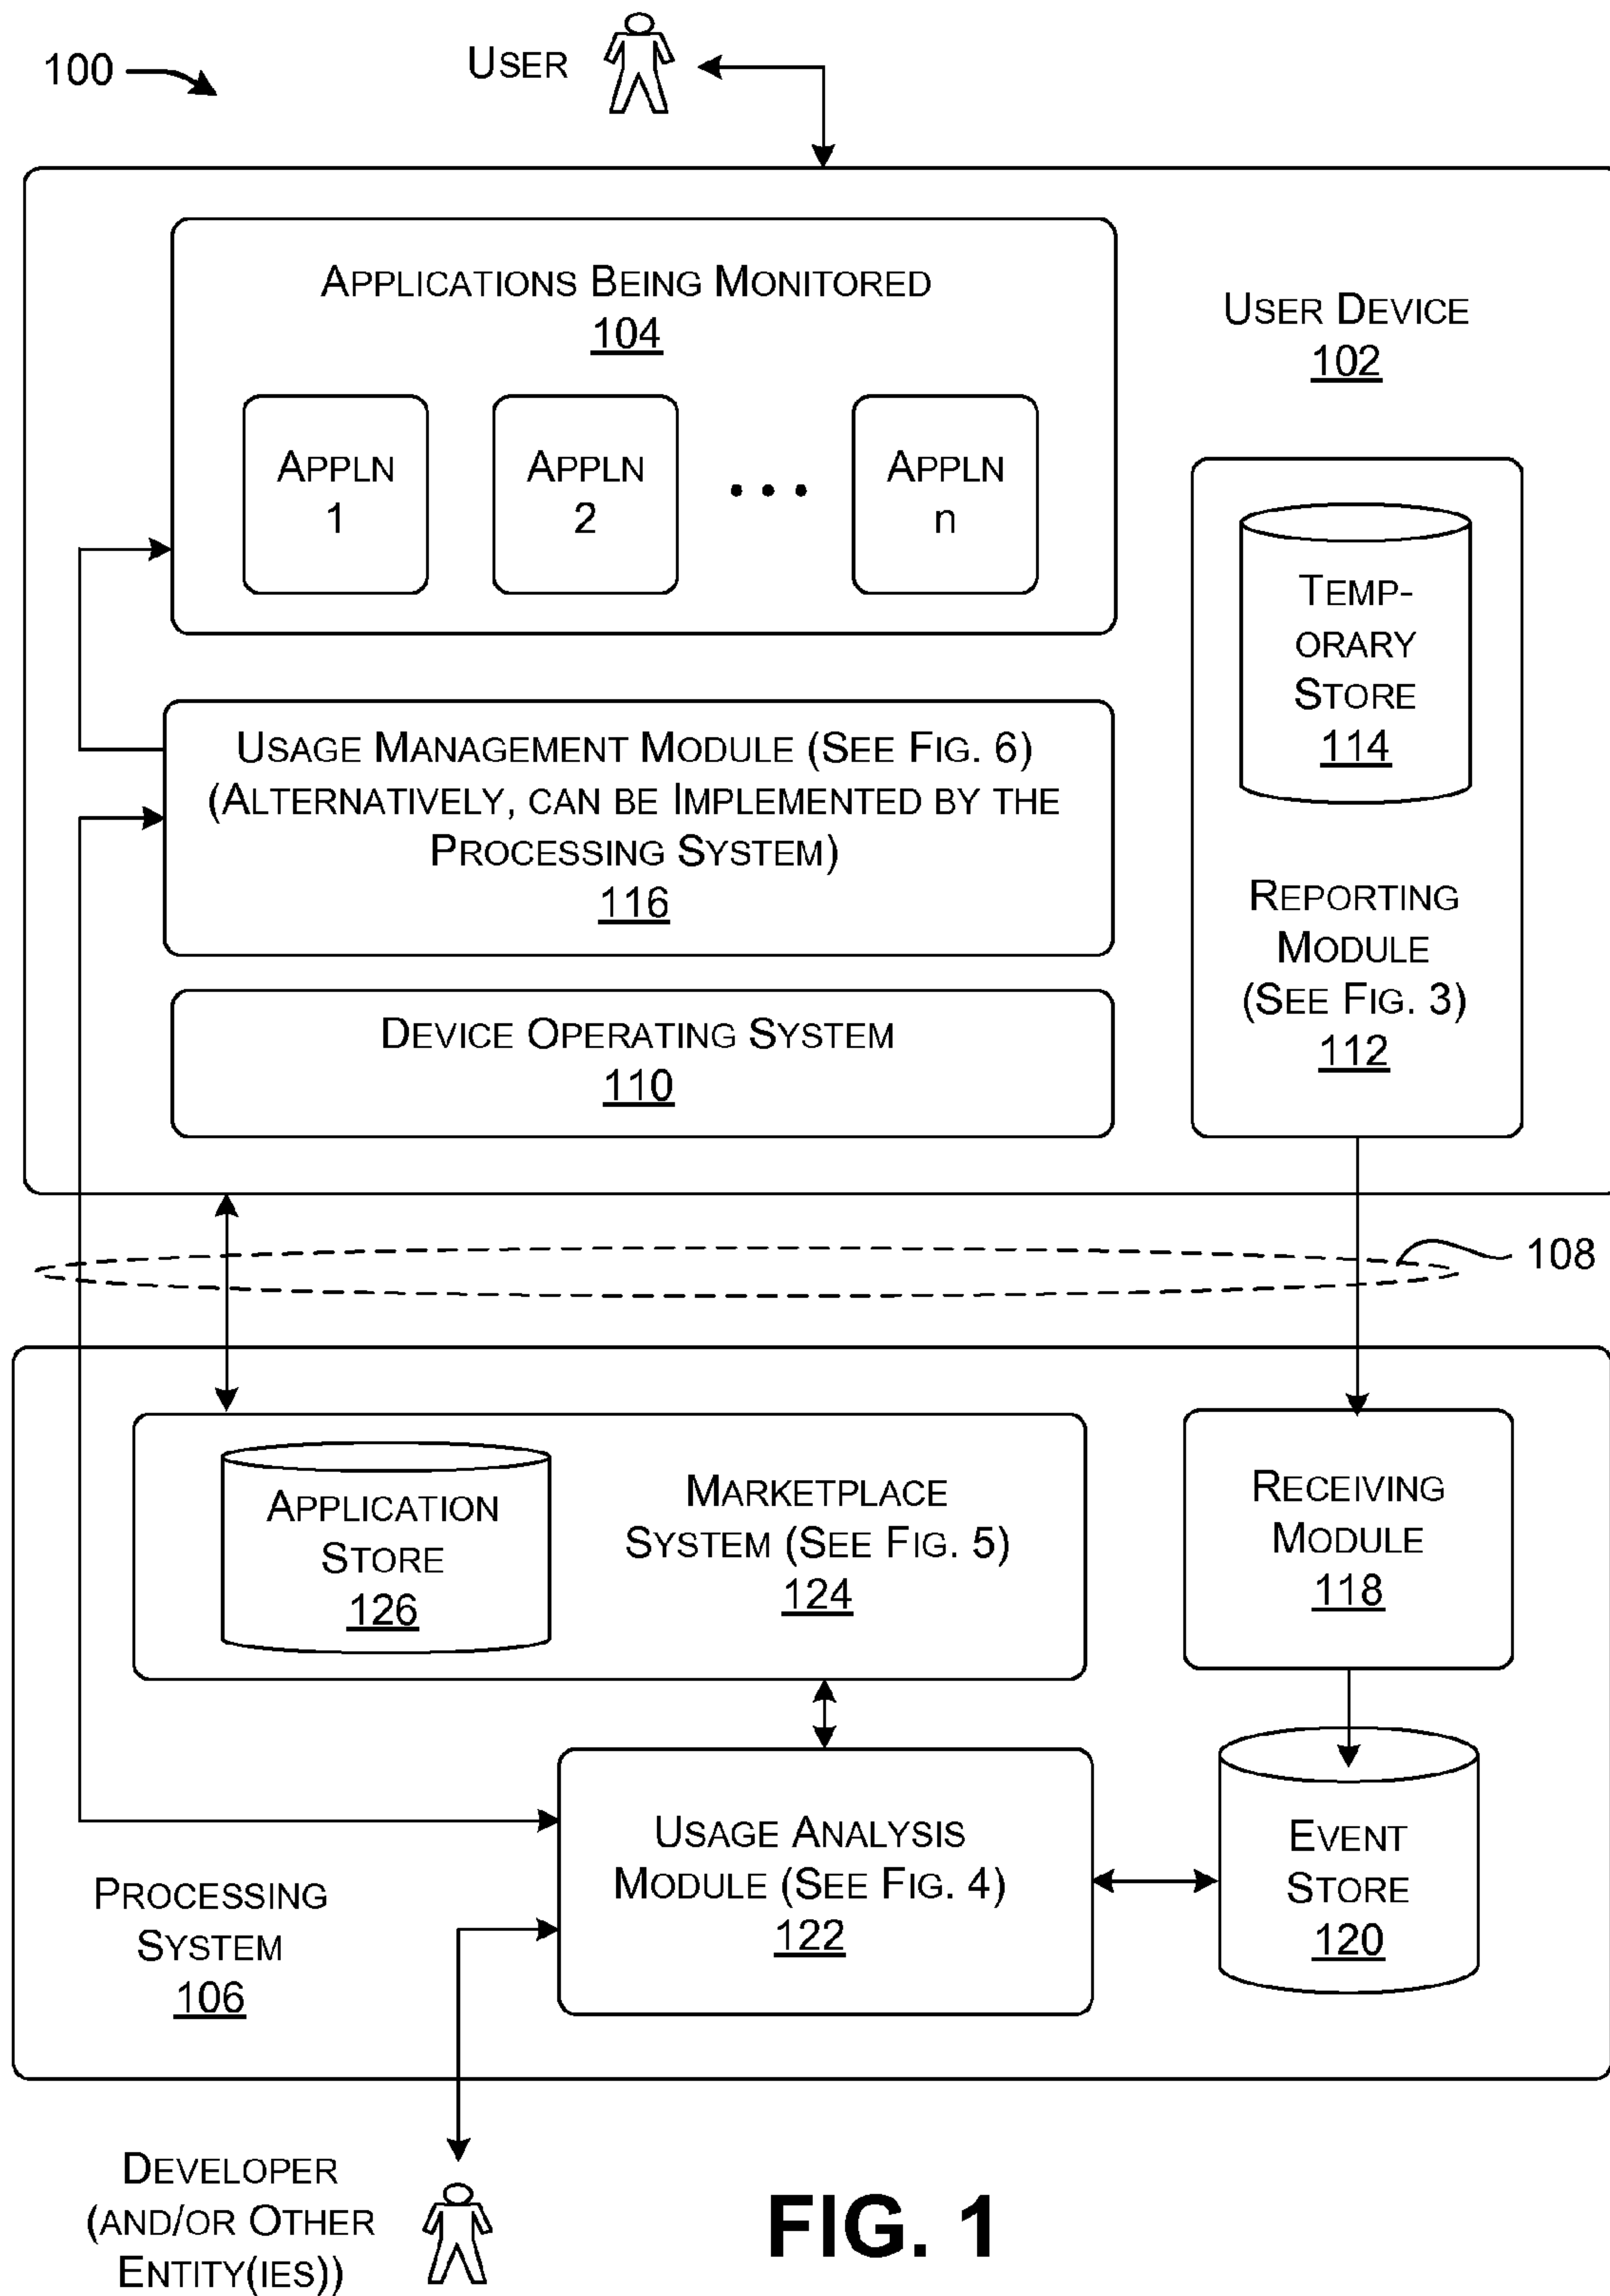 100
USER
APPLICATIONS BEING MONITORED
104
APPLN
1
APPLN
2
• • •
APPLN
n
USER DEVICE
102
TEMP-
ORARY
STORE
114
REPORTING
MODULE
(SEE FIG. 3)
112
USAGE MANAGEMENT MODULE (SEE FIG. 6)
(ALTERNATIVELY, CAN BE IMPLEMENTED BY THE
PROCESSING SYSTEM)
116
DEVICE OPERATING SYSTEM
110
108
APPLICATION
STORE
126
MARKETPLACE
SYSTEM (SEE FIG. 5)
124
RECEIVING
MODULE
118
USAGE ANALYSIS
MODULE (SEE FIG. 4)
122
EVENT
STORE
120
PROCESSING
SYSTEM
106
DEVELOPER
(AND/OR OTHER
ENTITY(IES))
FIG. 1